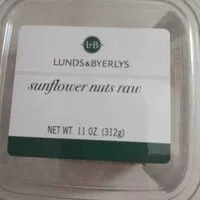 L&B
LUNDS&BYERLYS
sunflower nuts raw
NET WT. 11 OZ. (312g)